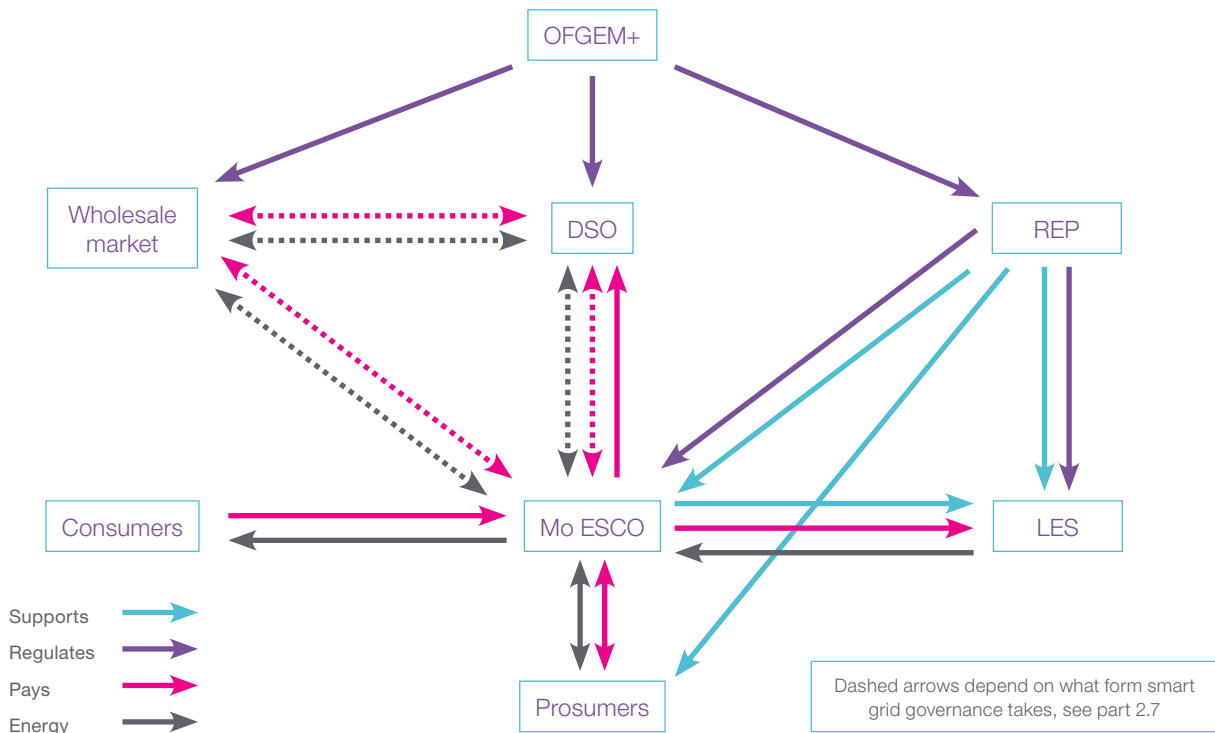 OFGEM+
Wholesale
market
DSO
REP
Consumers
Mo ESCO
LES
Supports
Regulates
Pays
Energy
Prosumers
Dashed arrows depend on what form smart
grid governance takes, see part 2.7